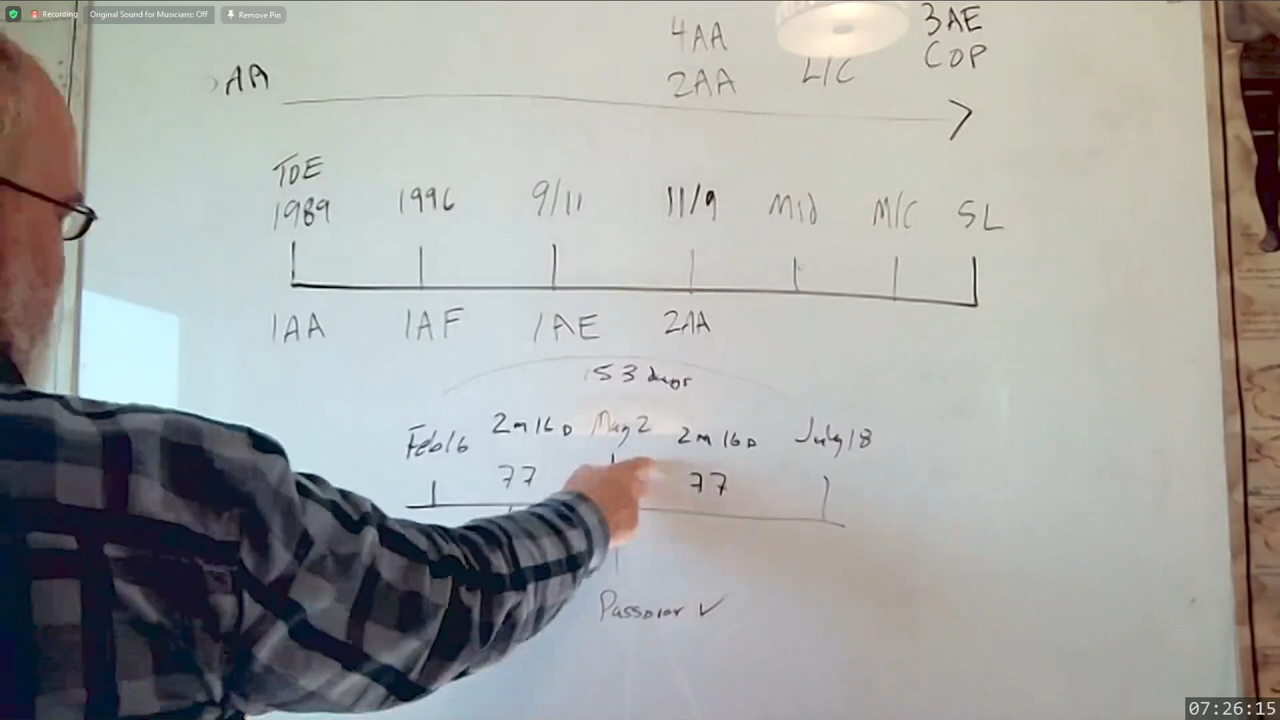 Recording
Original Sound for Musicians: Off
Remove Pin
4AA
3AE
AA
2AA
L/C
COP
TOE
1989
1996
9/11
11/9
Mid
M/C
SL
1AA
1AF
1AE
2AA
153 days
Feb16
2m16D
May 2
2m16D
July18
77
77
Passover ✓
07:26:15